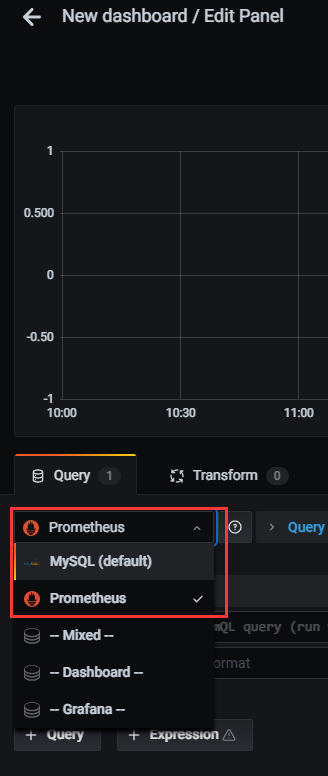 New dashboard / Edit Panel
1
0.500
0
-0.50
-1
10:00 10:30 11:00
Query 1 Transform 0
Prometheus Query
MySQL (default)
Prometheus
-- Mixed -- QL query (run
-- Dashboard -- ormat
-- Grafana --
+ Query + Expression